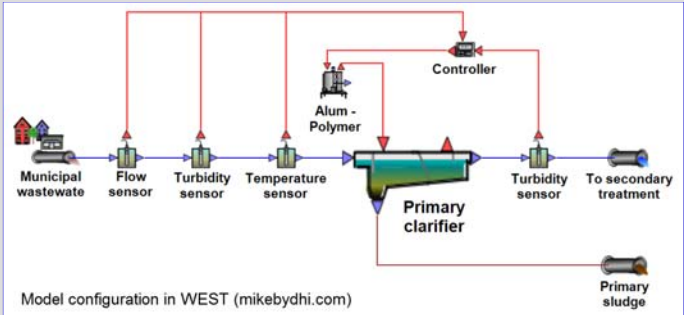 Controller
Alum -
Polymer
Municipal
wastewate
Flow
sensor
Turbidity
sensor
Temperature
sensor
Primary
clarifier
Turbidity
sensor
To secondary
treatment
Primary
sludge
Model configuration in WEST (mikebydhi.com)